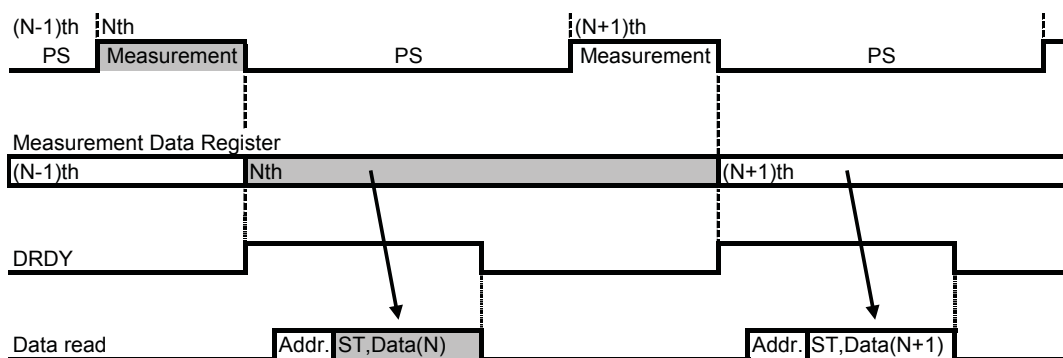 (N-1)th Nth (N+1)th
PS Measurement PS Measurement PS
Measurement Data Register
(N-1)th Nth (N+1)th
DRDY
Data read Addr. ST,Data(N) Addr. ST,Data(N+1)